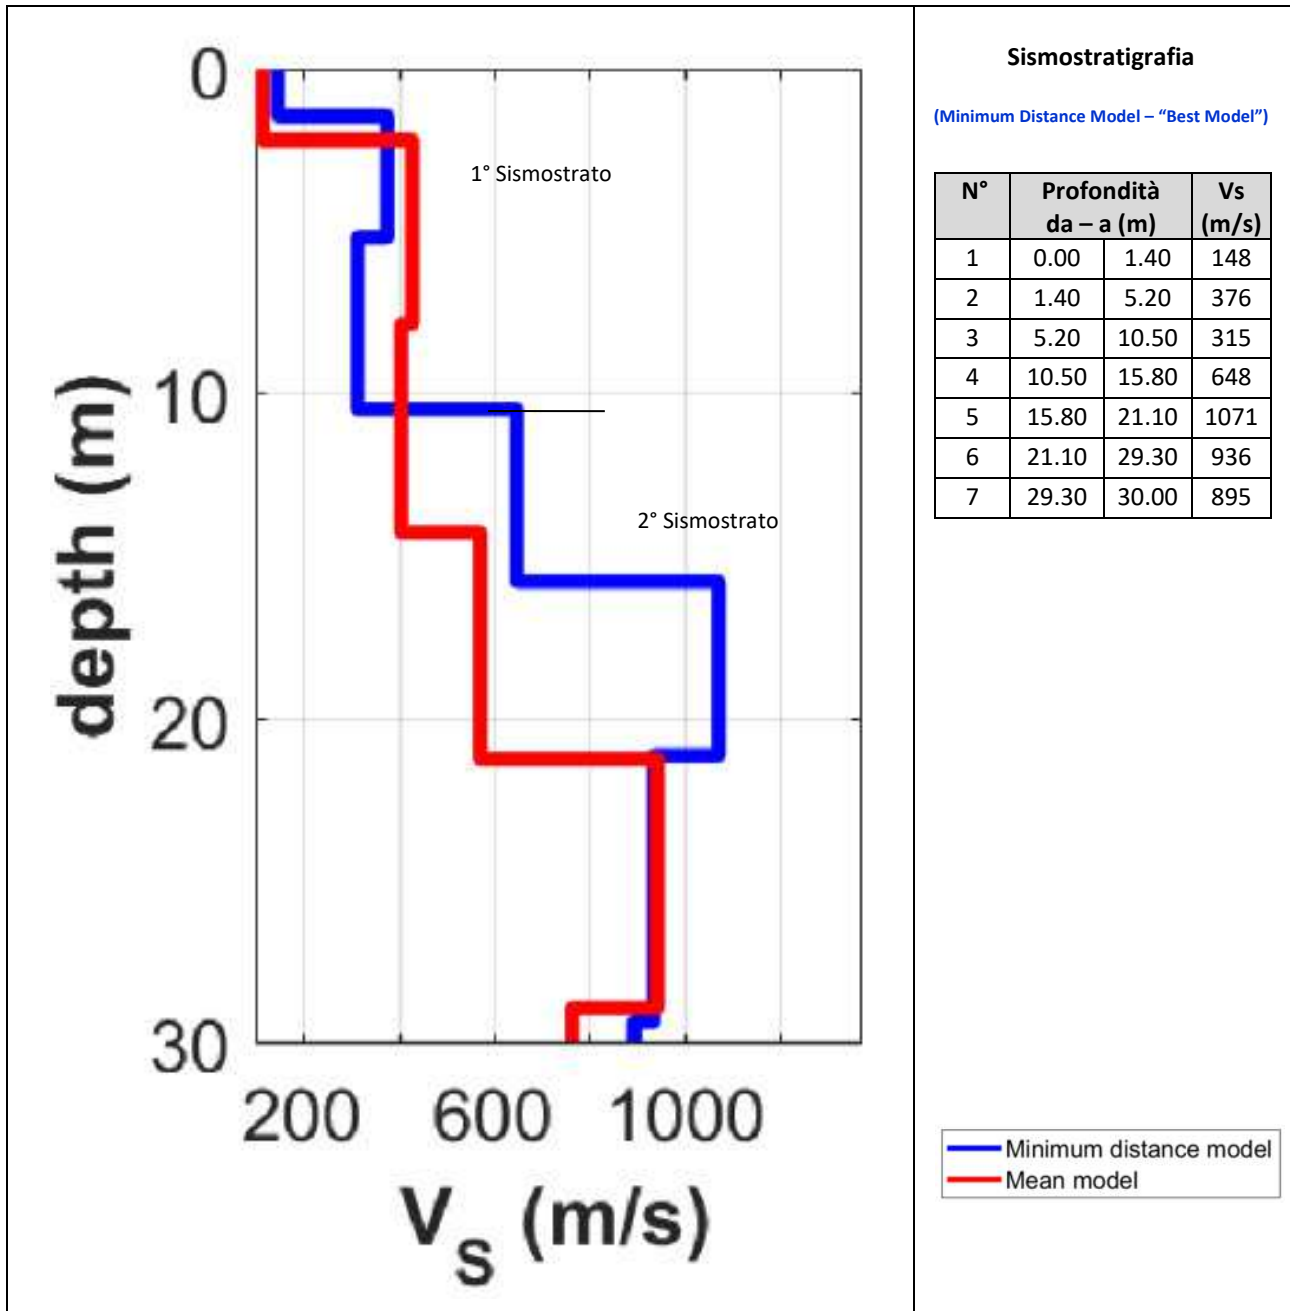 0
10
20
30
depth (m)
200 600 1000
V_S (m/s)
1° Sismostrato
2° Sismostrato
Sismostratigrafia
(Minimum Distance Model – “Best Model”)
N° Profondità da – a (m) Vs (m/s)
1 0.00 1.40 148
2 1.40 5.20 376
3 5.20 10.50 315
4 10.50 15.80 648
5 15.80 21.10 1071
6 21.10 29.30 936
7 29.30 30.00 895
Minimum distance model
Mean model